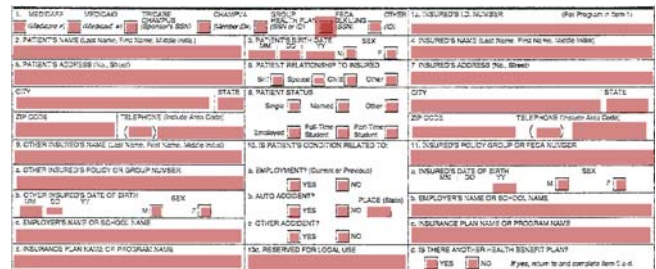 1. MEDICARE MEDICAID TRICARE CHAMPUS CHAMPVA GROUP HEALTH PLAN FECA BLKLUNG OTHER 1a. INSURED'S I.D. NUMBER (For Program in Item 1)
(Medicare #) (Medicaid #) (Sponsor's SSN) (Member (SSN or ID) (SSN) (ID)
2. PATIENT'S NAME (Last Name, First Name, Middle Initial) 3. PATIENT'S BIRTH DATE SEX 4. INSURED'S NAME (Last Name, First Name, Middle Initial)
MM DD YY M F
5. PATIENT'S ADDRESS (No., Street) 6. PATIENT RELATIONSHIP TO INSURED 7. INSURED'S ADDRESS (No., Street)
Self Spouse Child Other
CITY STATE 8. PATIENT STATUS CITY STATE
Single Married Other
ZIP CODE TELEPHONE (Include Area Code) ZIP CODE TELEPHONE (Include Area Code)
( ) Employed Full-Time Student Part-Time Student ( )
9. OTHER INSURED'S NAME (Last Name, First Name, Middle Initial) 10. IS PATIENT'S CONDITION RELATED TO: 11. INSURED'S POLICY GROUP OR FECA NUMBER
a. OTHER INSURED'S POLICY OR GROUP NUMBER a. EMPLOYMENT? (Current or Previous) a. INSURED'S DATE OF BIRTH SEX
YES NO MM DD YY M F
b. OTHER INSURED'S DATE OF BIRTH SEX b. AUTO ACCIDENT? PLACE (State) b. EMPLOYER'S NAME OR SCHOOL NAME
MM DD YY M F YES NO
c. EMPLOYER'S NAME OR SCHOOL NAME c. OTHER ACCIDENT? c. INSURANCE PLAN NAME OR PROGRAM NAME
YES NO
d. INSURANCE PLAN NAME OR PROGRAM NAME 10d. RESERVED FOR LOCAL USE d. IS THERE ANOTHER HEALTH BENEFIT PLAN?
YES NO If yes, return to and complete item 9 a-d.